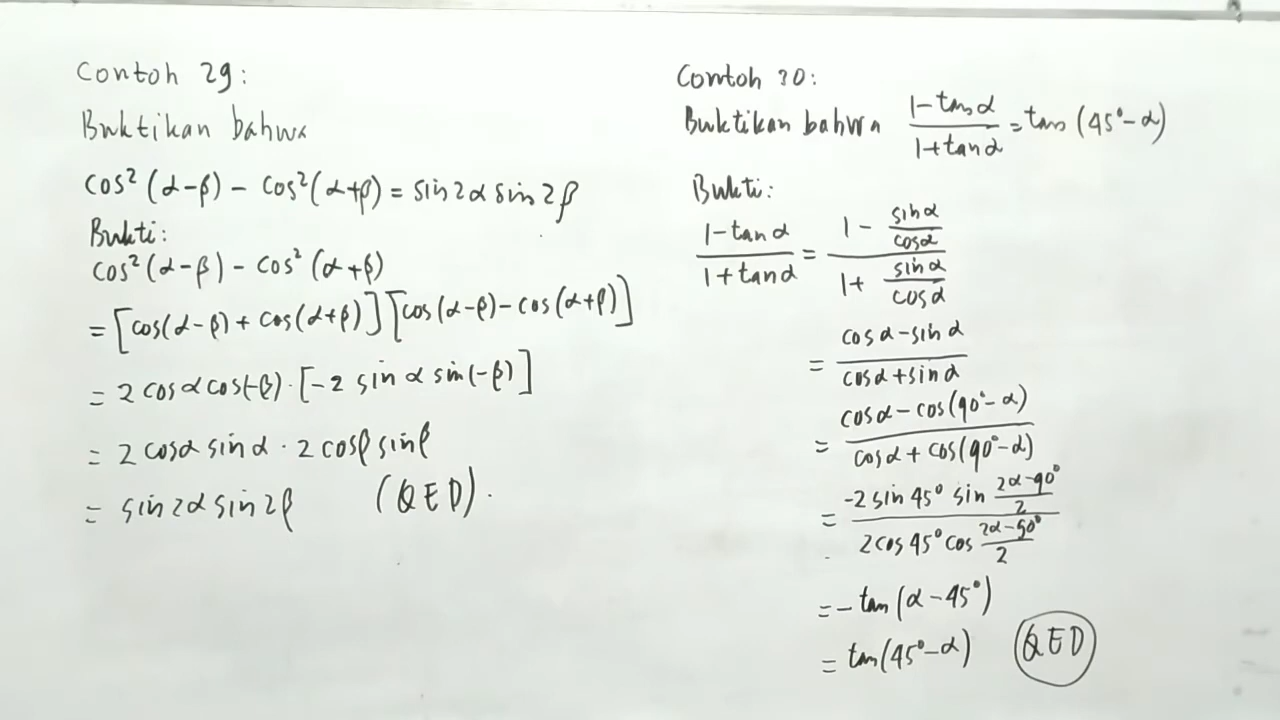 Contoh 29:
Buktikan bahwa
cos² (α-β) - cos² (α+β) = sin 2α sin 2β
Bukti:
cos² (α-β) - cos² (α+β)
= [cos(α-β) + cos(α+β)] [cos(α-β) - cos(α+β)]
= 2 cos α cos(-β) · [-2 sin α sin(-β)]
= 2 cosα sin α · 2 cosβ sinβ
= sin 2α sin 2β (QED).
Contoh 30:
Buktikan bahwa (1 - tan α)/(1 + tan α) = tan (45° - α)
Bukti:
(1 - tan α)/(1 + tan α) = (1 - sin α/cos α)/(1 + sin α/cos α)
= (cos α - sin α)/(cos α + sin α)
= (cos α - cos(90° - α))/(cos α + cos(90° - α))
= (-2 sin 45° sin (2α-90°)/2)/(2 cos 45° cos (2α-90°)/2)
= - tan (α - 45°)
= tan (45° - α) QED